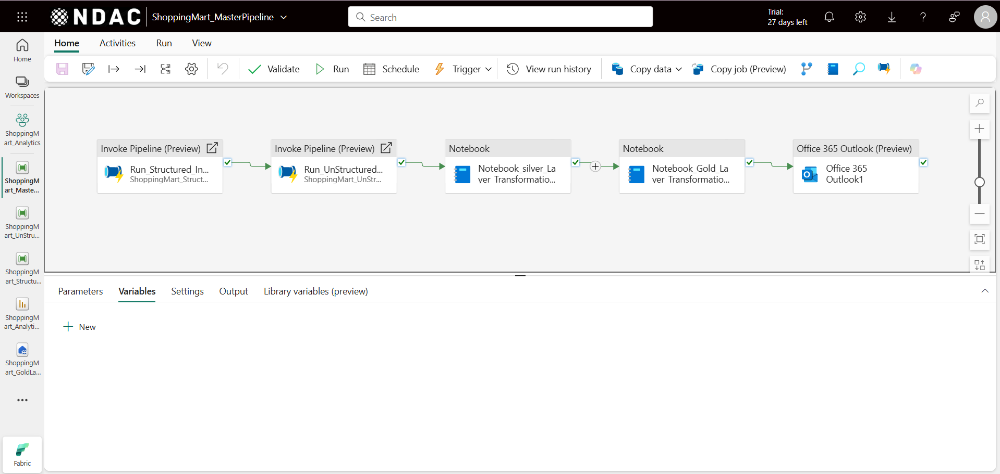 NDAC
ShoppingMart_MasterPipeline
Search
Trial:
27 days left
Home
Activities
Run
View
Validate
Run
Schedule
Trigger
View run history
Copy data
Copy job (Preview)
Home
Workspaces
ShoppingM
art_Analytics
ShoppingM
art_Maste...
ShoppingM
art_UnStru...
ShoppingM
art_Structu...
ShoppingM
art_Analyti...
ShoppingM
art_GoldLa...
Fabric
Invoke Pipeline (Preview)
Run_Structured_In...
ShoppingMart_Struct...
Invoke Pipeline (Preview)
Run_UnStructured...
ShoppingMart_UnStr...
Notebook
Notebook_silver_La
yer_Transformatio...
Notebook
Notebook_Gold_La
yer_Transformatio...
Office 365 Outlook (Preview)
Office 365
Outlook1
Parameters
Variables
Settings
Output
Library variables (preview)
New